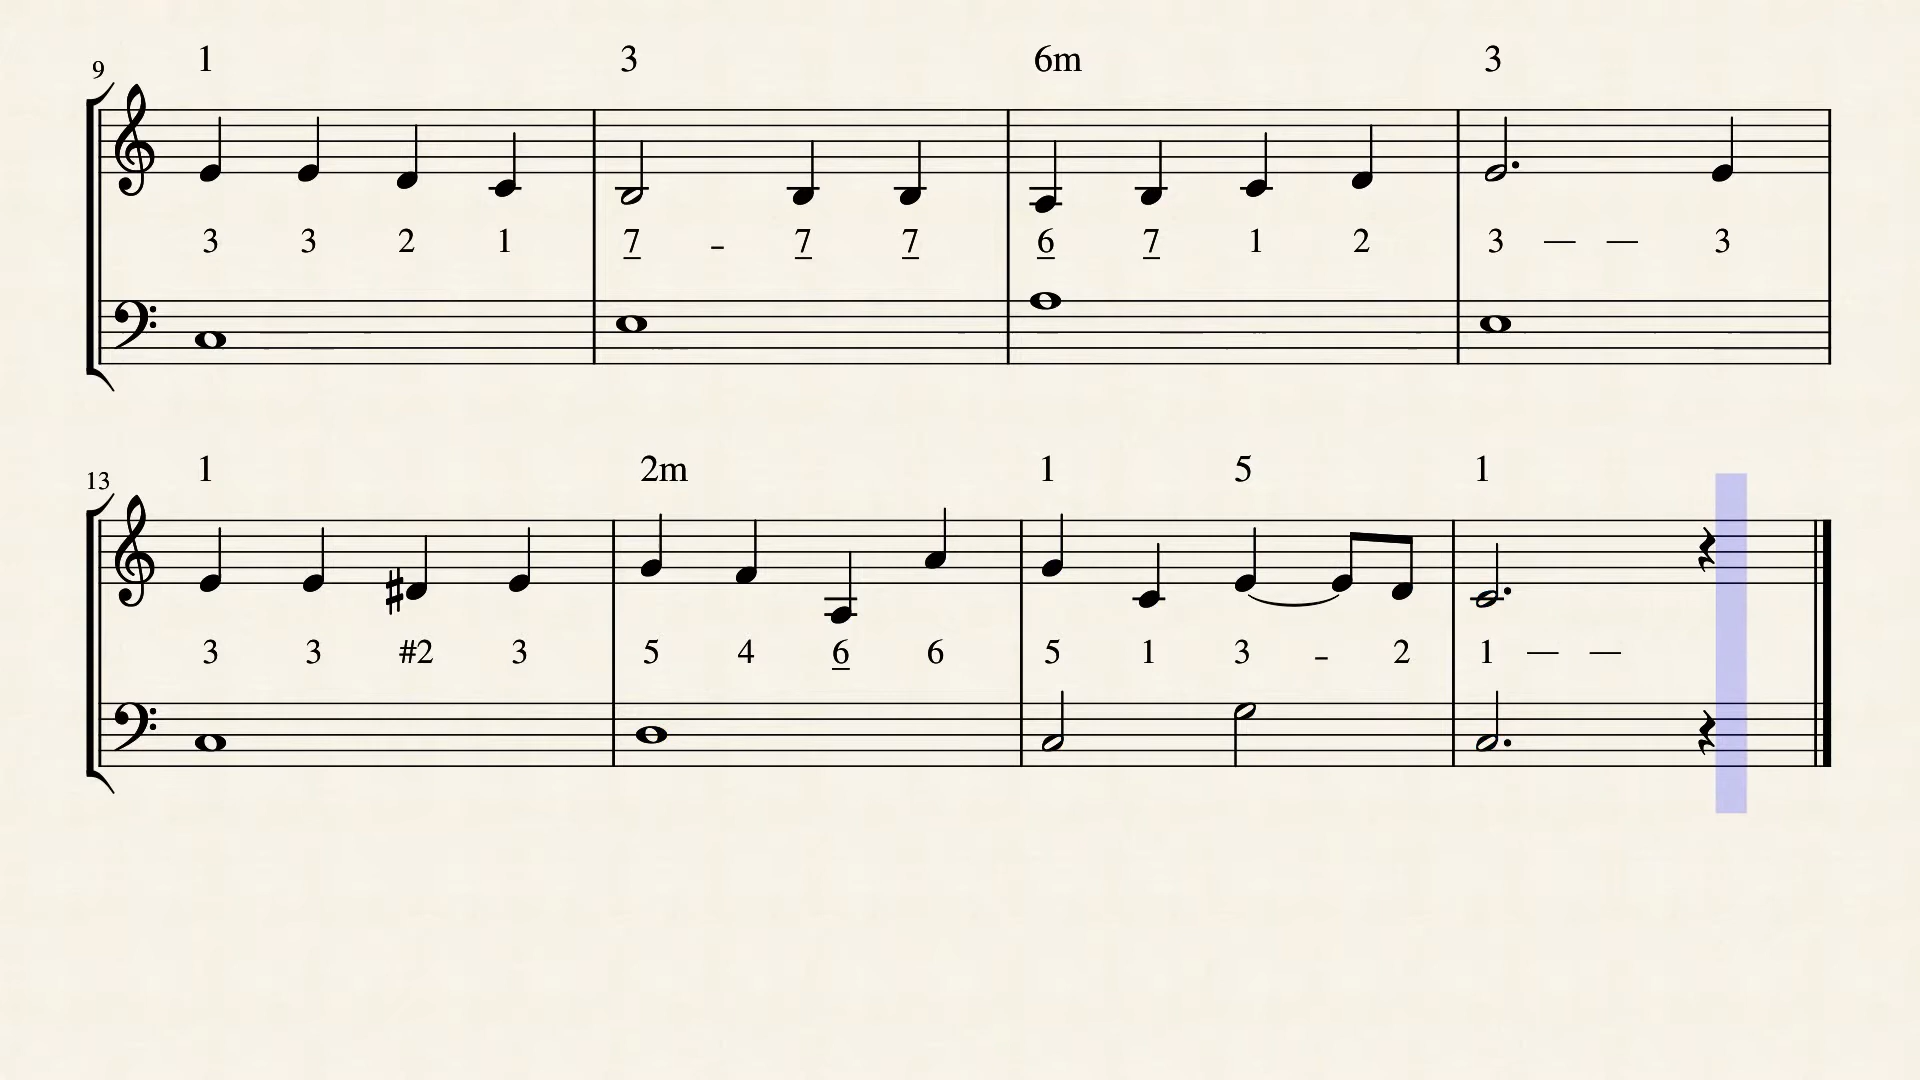 1 3 6m 3
9
3 3 2 1 7 - 7 7 6 7 1 2 3 — — 3
1 2m 1 5 1
13
3 3 #2 3 5 4 6 6 5 1 3 - 2 1 — —